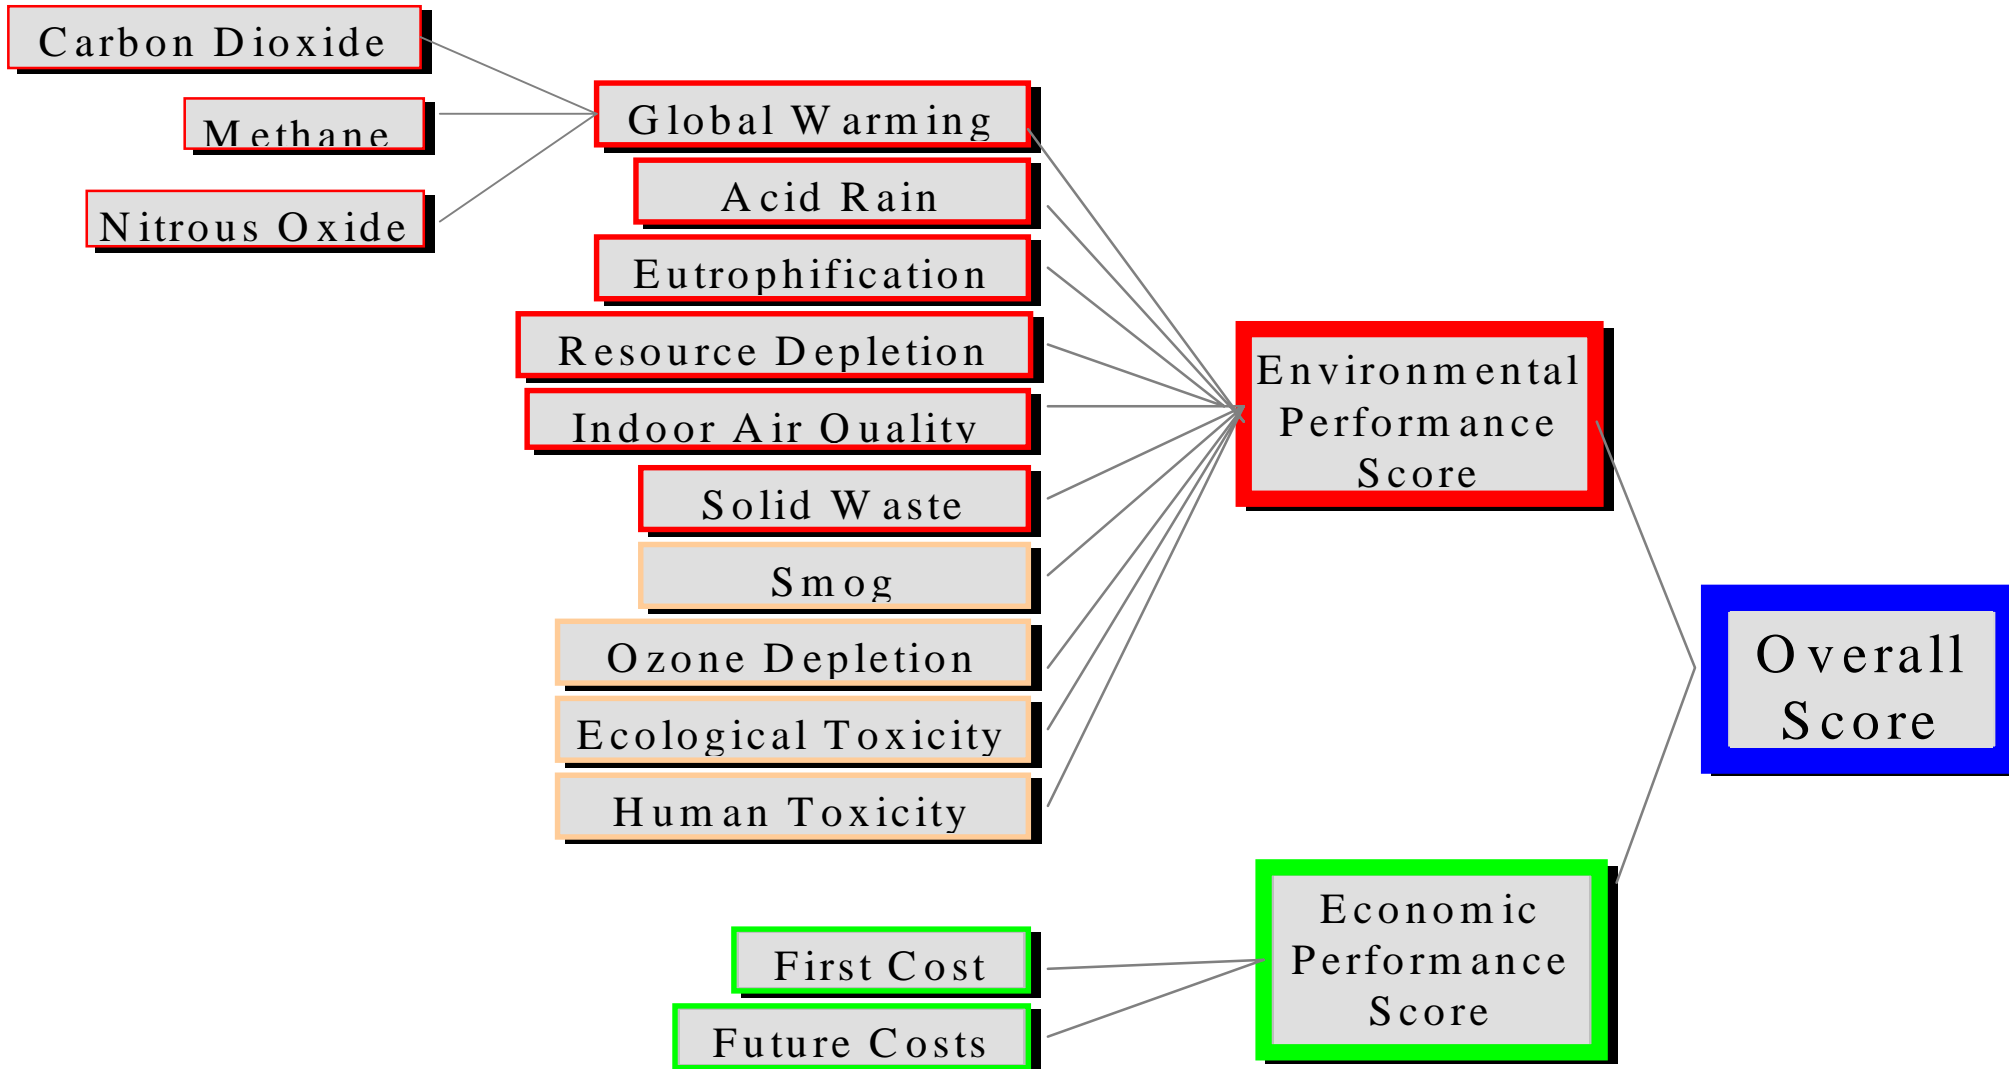 Carbon Dioxide
Methane
Nitrous Oxide
Global Warming
Acid Rain
Eutrophification
Resource Depletion
Indoor Air Quality
Solid Waste
Smog
Ozone Depletion
Ecological Toxicity
Human Toxicity
First Cost
Future Costs
Environmental
Performance
Score
Economic
Performance
Score
Overall
Score